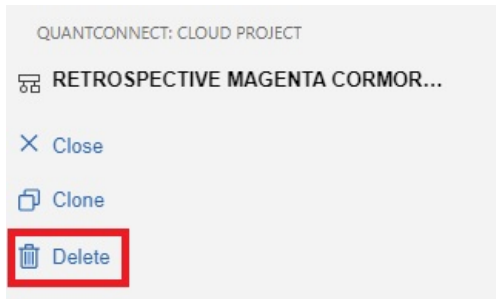 QUANTCONNECT: CLOUD PROJECT
RETROSPECTIVE MAGENTA CORMOR...
Close
Clone
Delete